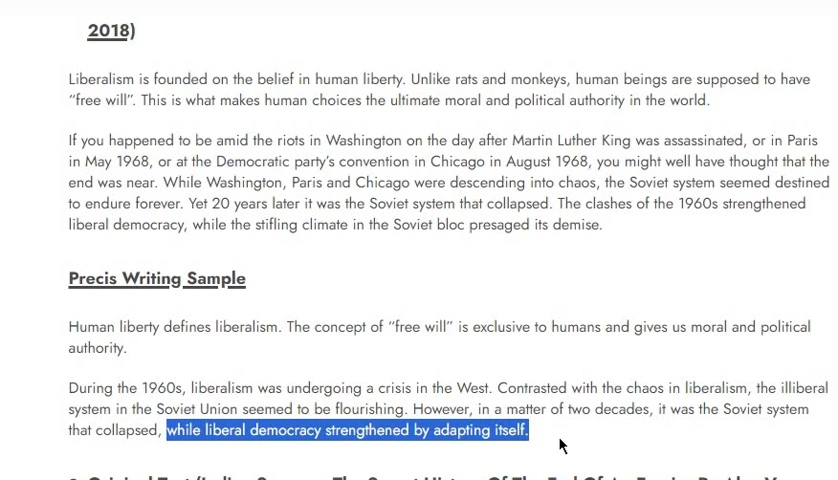 2018)
Liberalism is founded on the belief in human liberty. Unlike rats and monkeys, human beings are supposed to have
“free will”. This is what makes human choices the ultimate moral and political authority in the world.
If you happened to be amid the riots in Washington on the day after Martin Luther King was assassinated, or in Paris
in May 1968, or at the Democratic party’s convention in Chicago in August 1968, you might well have thought that the
end was near. While Washington, Paris and Chicago were descending into chaos, the Soviet system seemed destined
to endure forever. Yet 20 years later it was the Soviet system that collapsed. The clashes of the 1960s strengthened
liberal democracy, while the stifling climate in the Soviet bloc presaged its demise.
Precis Writing Sample
Human liberty defines liberalism. The concept of “free will” is exclusive to humans and gives us moral and political
authority.
During the 1960s, liberalism was undergoing a crisis in the West. Contrasted with the chaos in liberalism, the illiberal
system in the Soviet Union seemed to be flourishing. However, in a matter of two decades, it was the Soviet system
that collapsed, while liberal democracy strengthened by adapting itself.